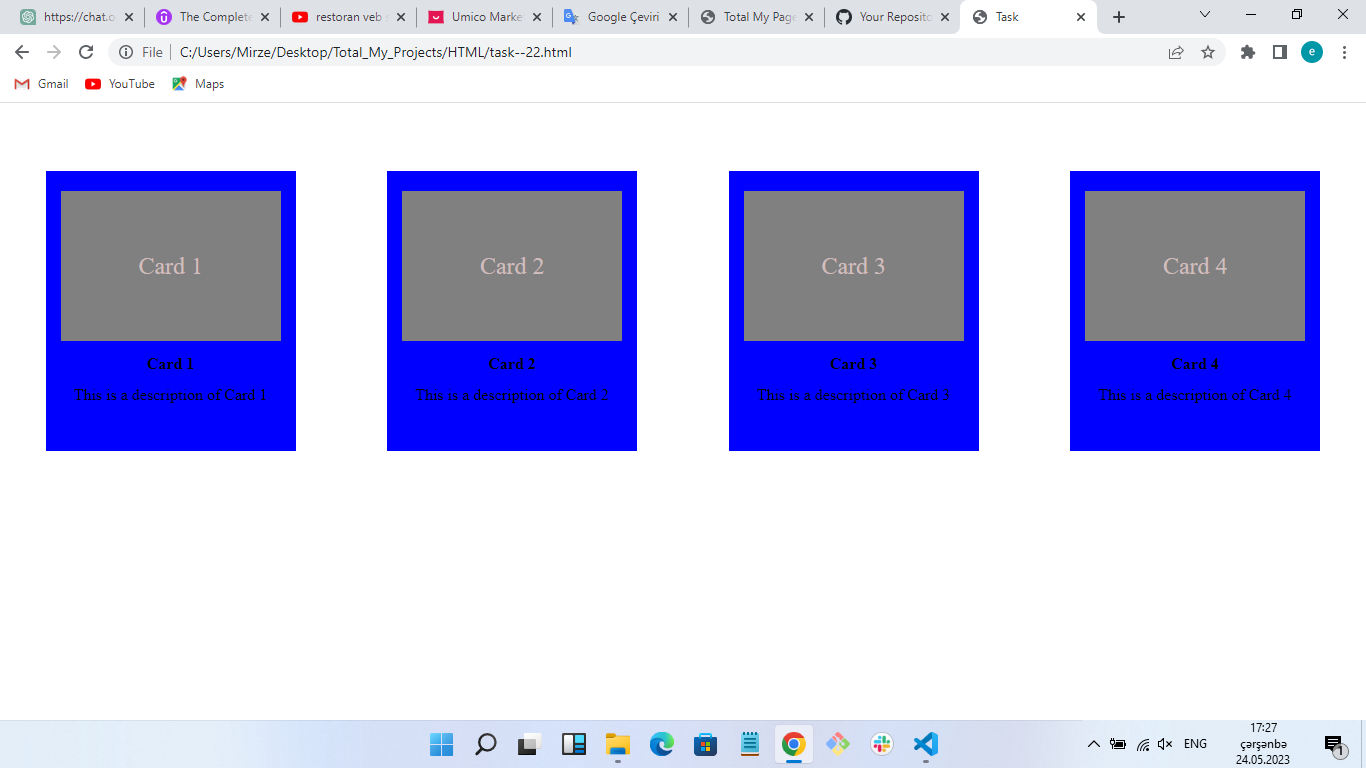 https://chat.o
The Complete
restoran veb s
Umico Marke
Google Çeviri
Total My Page
Your Reposito
Task
File
C:/Users/Mirze/Desktop/Total_My_Projects/HTML/task--22.html
e
Gmail
YouTube
Maps
Card 1
Card 2
Card 3
Card 4
Card 1
Card 2
Card 3
Card 4
This is a description of Card 1
This is a description of Card 2
This is a description of Card 3
This is a description of Card 4
ENG
17:27
çərşənbə
24.05.2023
1